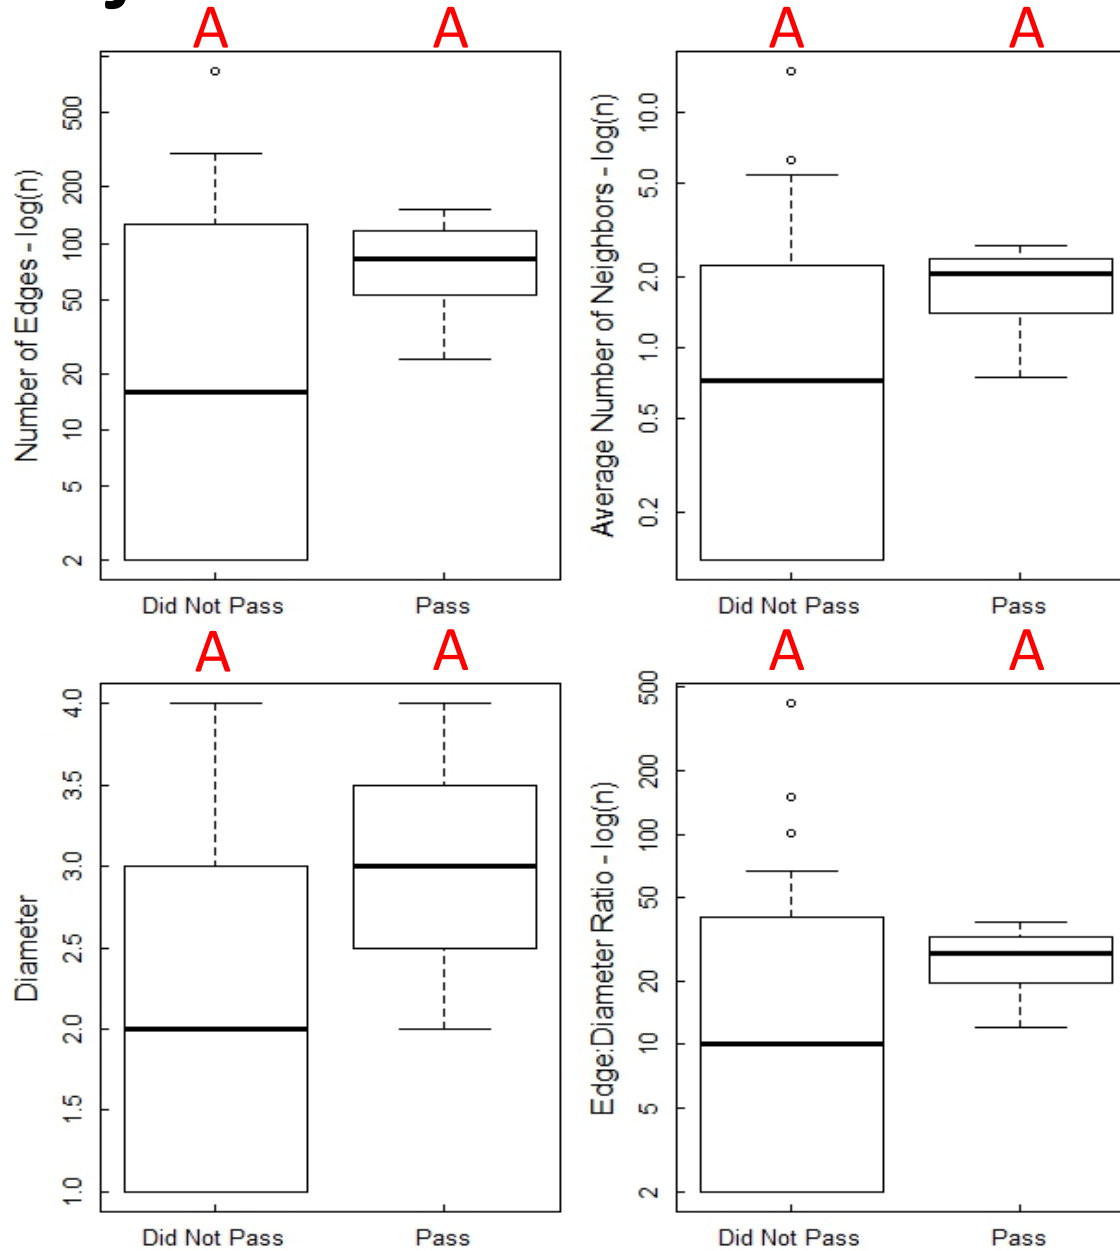 A A
Number of Edges - log(n)
500
200
100
50
20
10
5
2
Did Not Pass Pass
A A
Average Number of Neighbors - log(n)
10.0
5.0
2.0
1.0
0.5
0.2
Did Not Pass Pass
A A
Diameter
4.0
3.5
3.0
2.5
2.0
1.5
1.0
Did Not Pass Pass
A A
Edge:Diameter Ratio - log(n)
500
200
100
50
20
10
5
2
Did Not Pass Pass